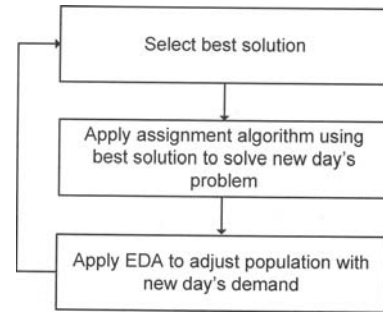 Select best solution
Apply assignment algorithm using
best solution to solve new day's
problem
Apply EDA to adjust population with
new day's demand